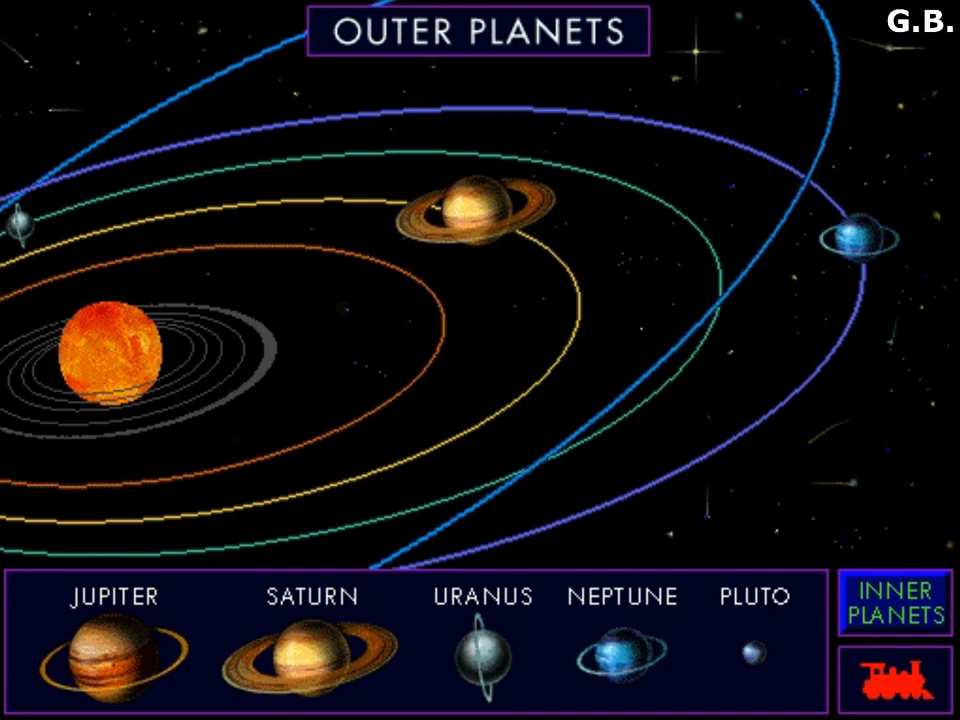 OUTER PLANETS
G.B.
JUPITER
SATURN
URANUS
NEPTUNE
PLUTO
INNER
PLANETS